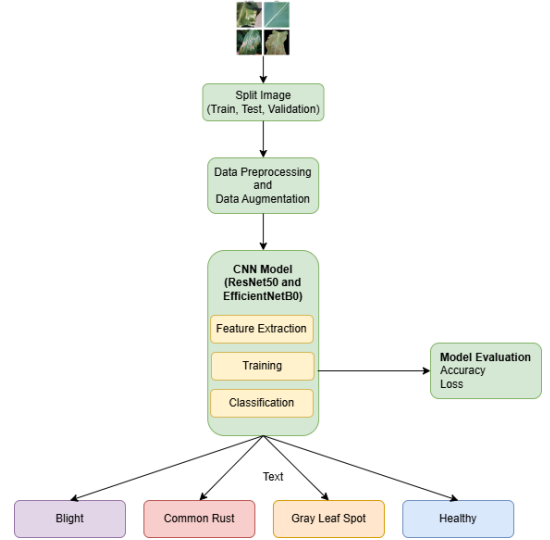 Split Image
(Train, Test, Validation)
Data Preprocessing
and
Data Augmentation
CNN Model
(ResNet50 and
EfficientNetB0)
Feature Extraction
Training
Classification
Model Evaluation
Accuracy
Loss
Text
Blight
Common Rust
Gray Leaf Spot
Healthy